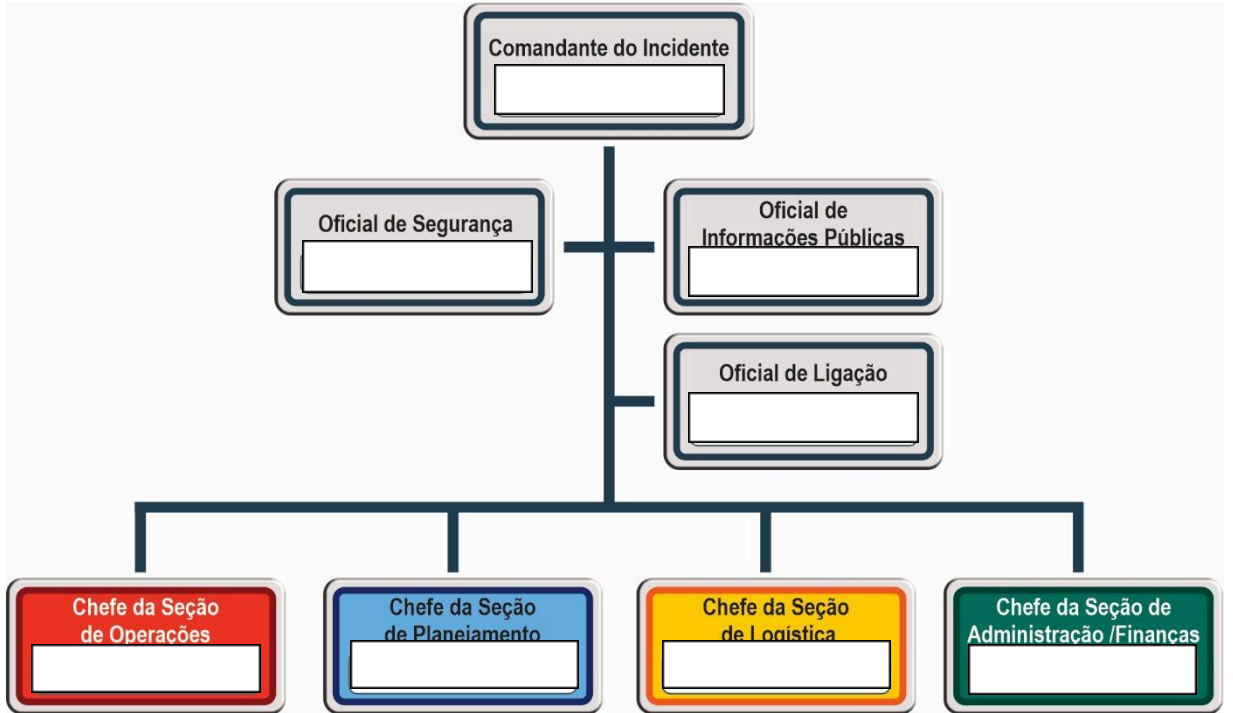 Comandante do Incidente
Oficial de Segurança
Oficial de
Informações Públicas
Oficial de Ligação
Chefe da Seção
de Operações
Chefe da Seção
de Planejamento
Chefe da Seção
de Logística
Chefe da Seção de
Administração /Finanças